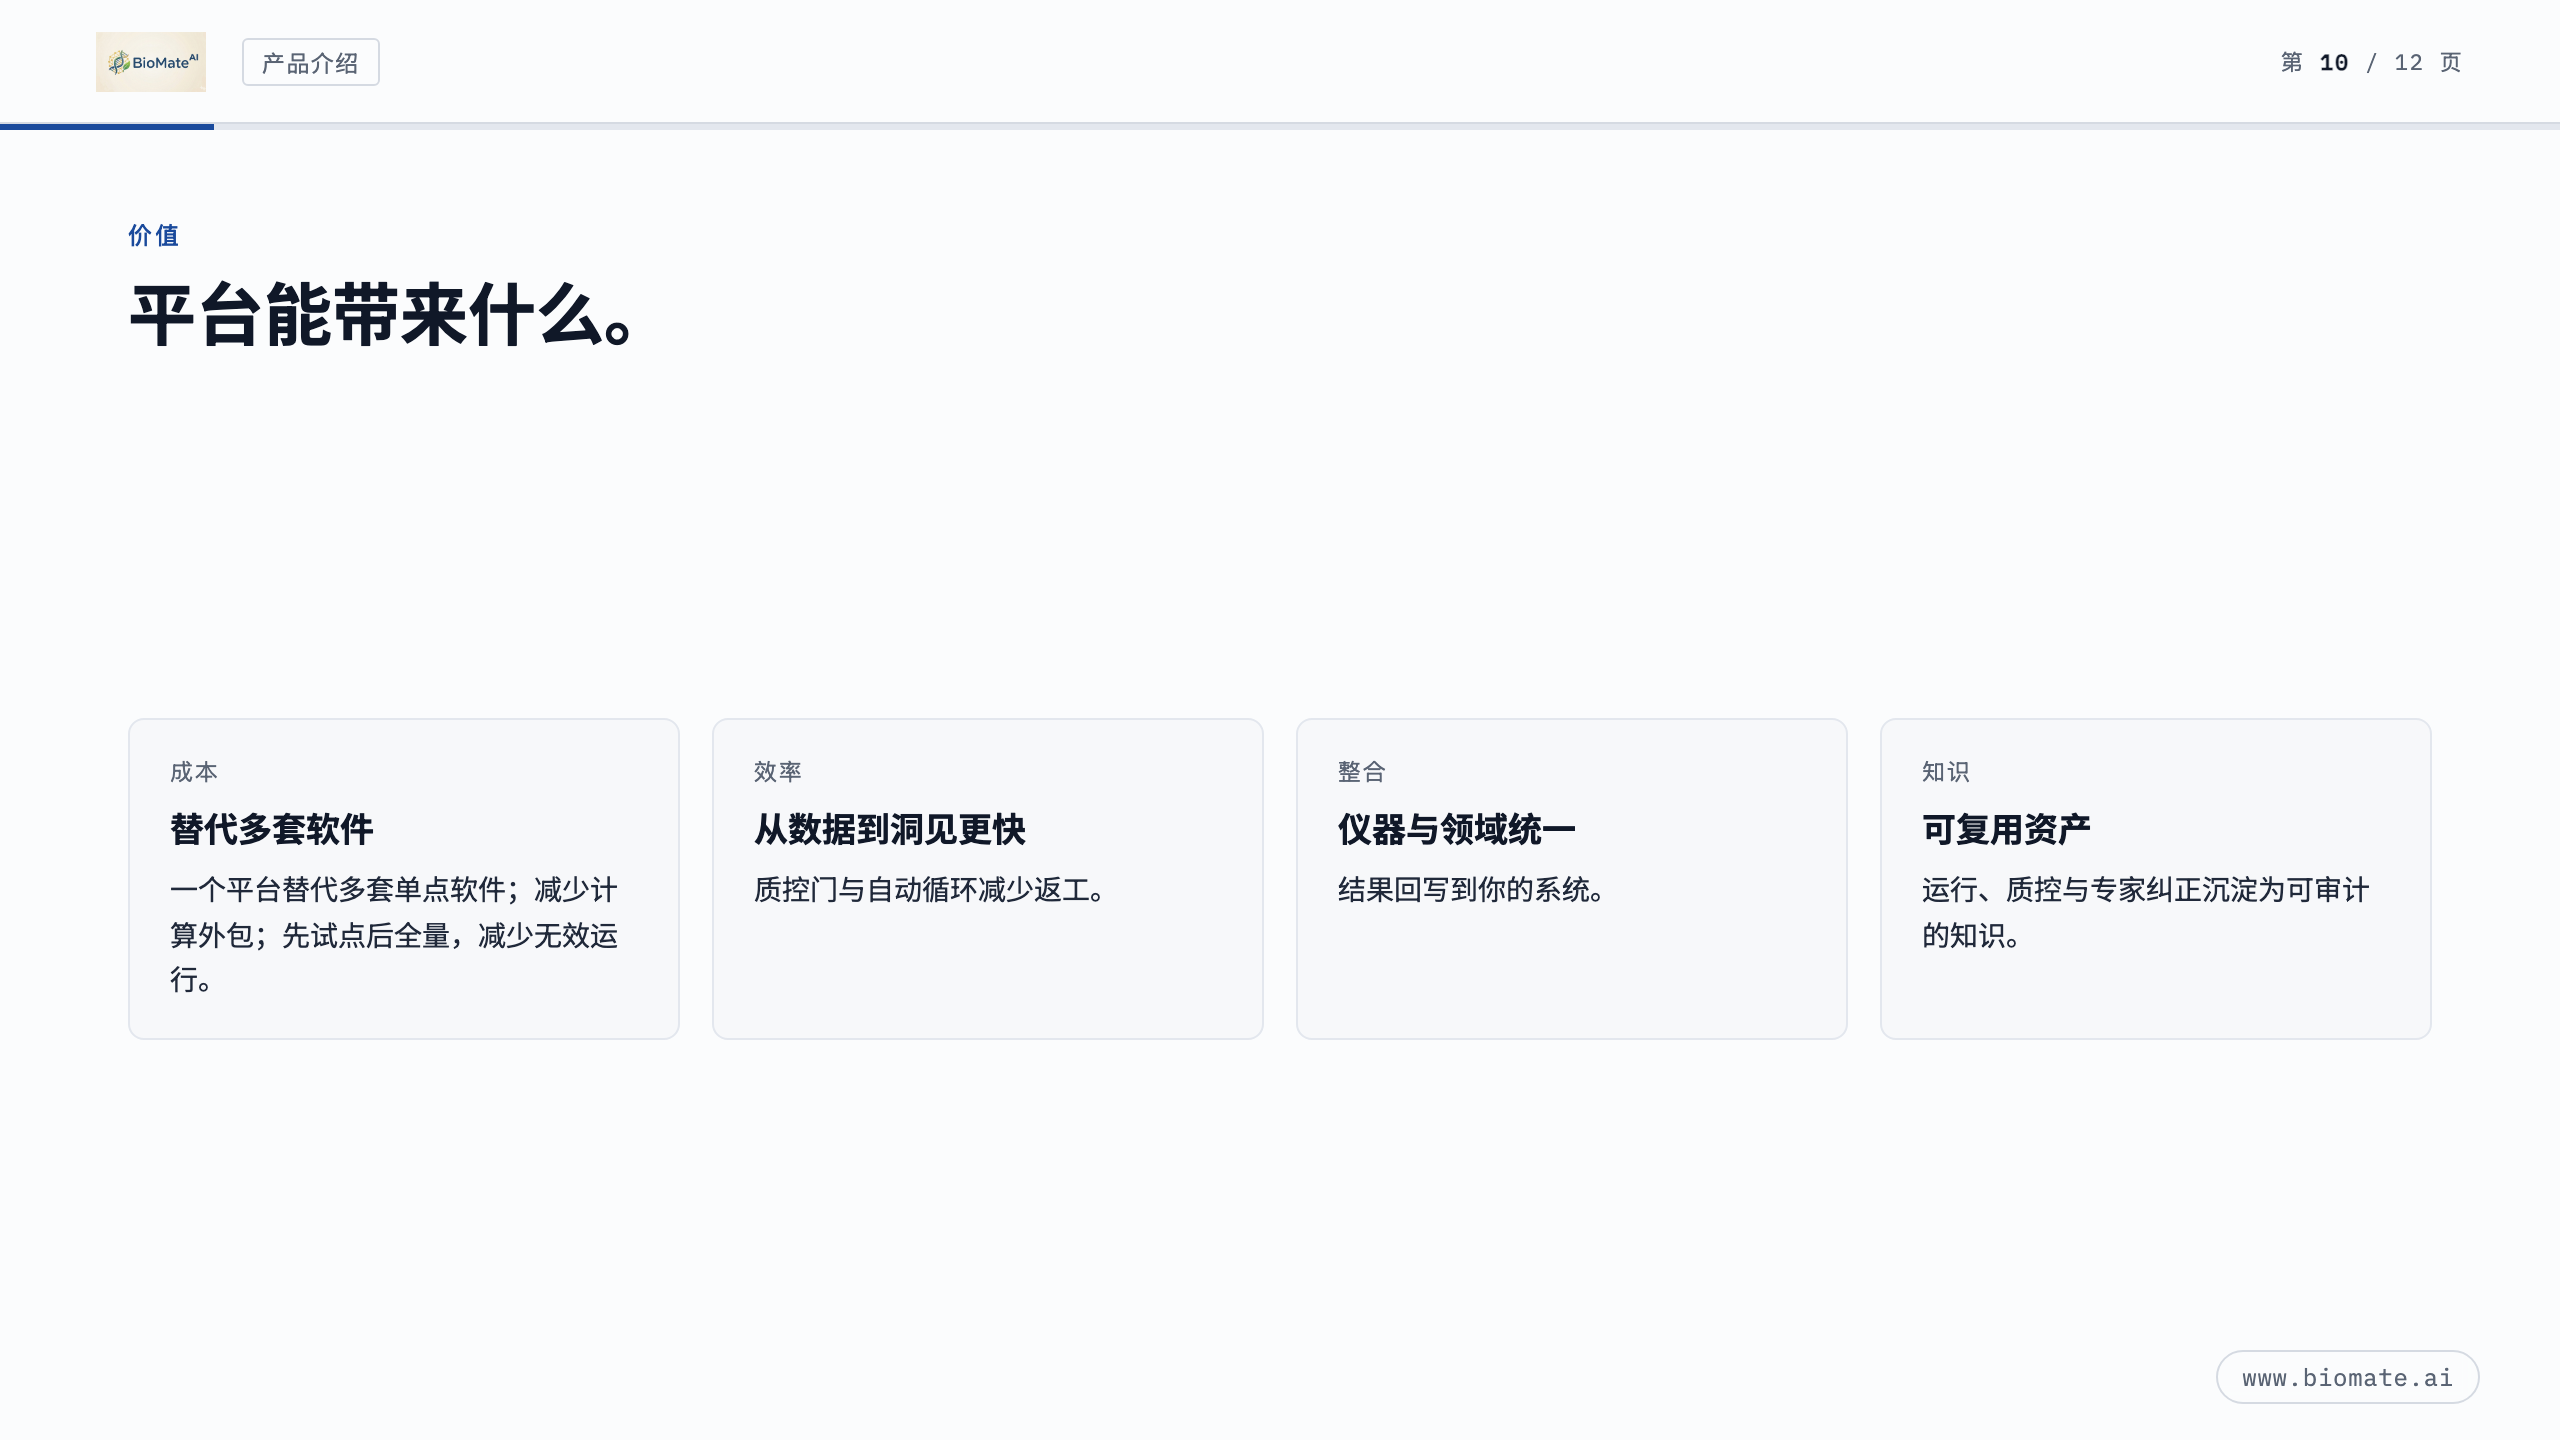 BioMate AI
产品介绍
第 10 / 12 页
价值
平台能带来什么。
成本
替代多套软件
一个平台替代多套单点软件；减少计
算外包；先试点后全量，减少无效运
行。
效率
从数据到洞见更快
质控门与自动循环减少返工。
整合
仪器与领域统一
结果回写到你的系统。
知识
可复用资产
运行、质控与专家纠正沉淀为可审计
的知识。
www.biomate.ai